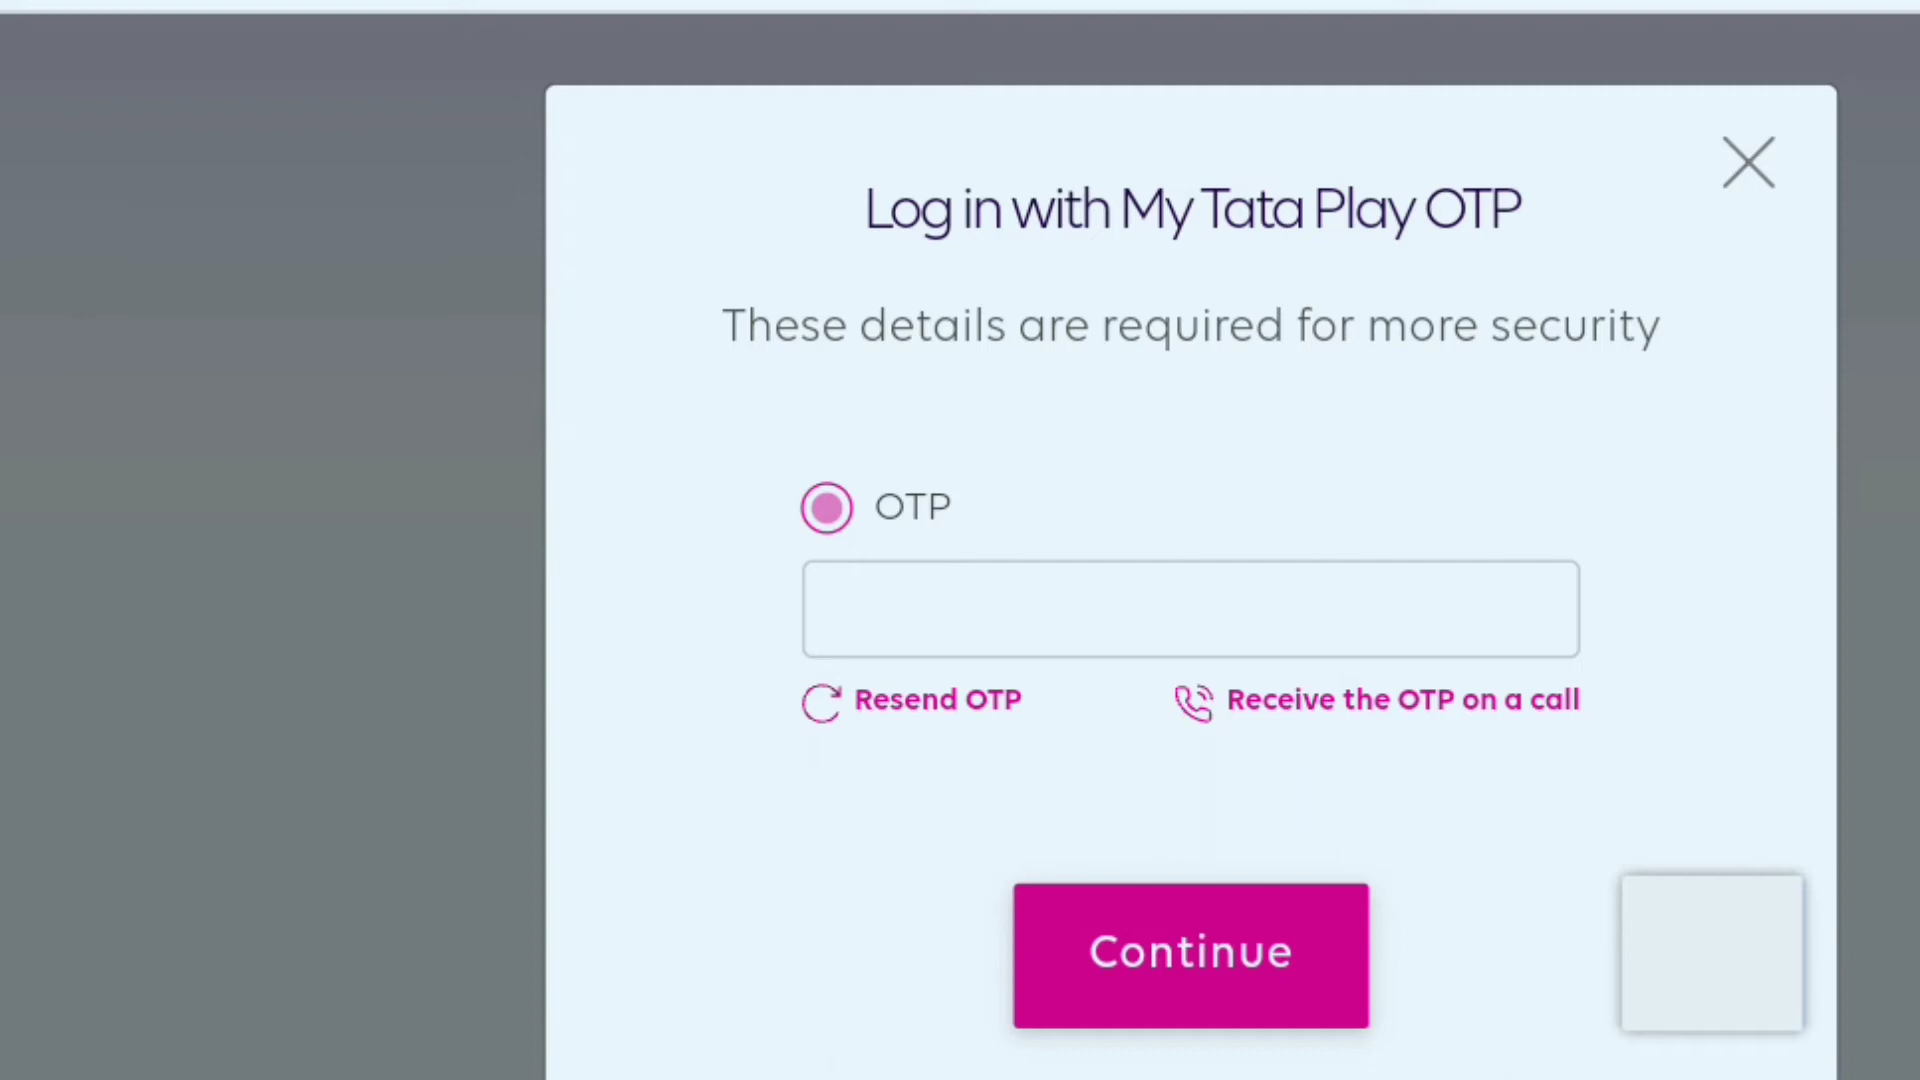 Log in with My Tata Play OTP
These details are required for more security
OTP
Resend OTP
Receive the OTP on a call
Continue